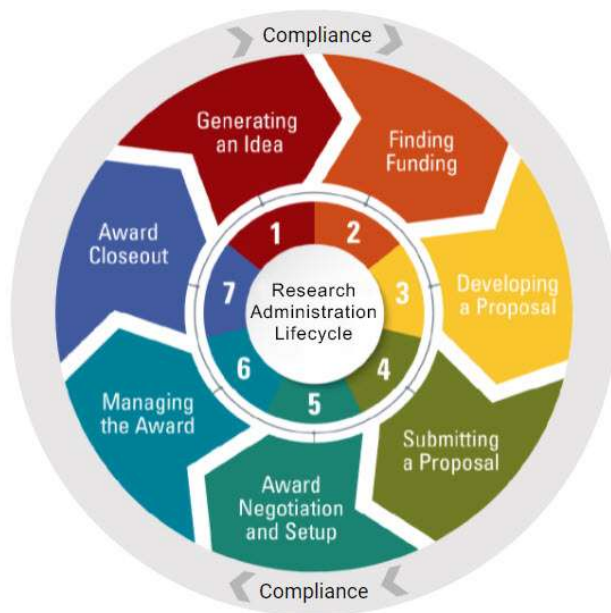 Compliance
Generating
an Idea
Finding
Funding
Developing
a Proposal
Submitting
a Proposal
Award
Negotiation
and Setup
Managing
the Award
Award
Closeout
1
2
3
4
5
6
7
Research
Administration
Lifecycle
Compliance